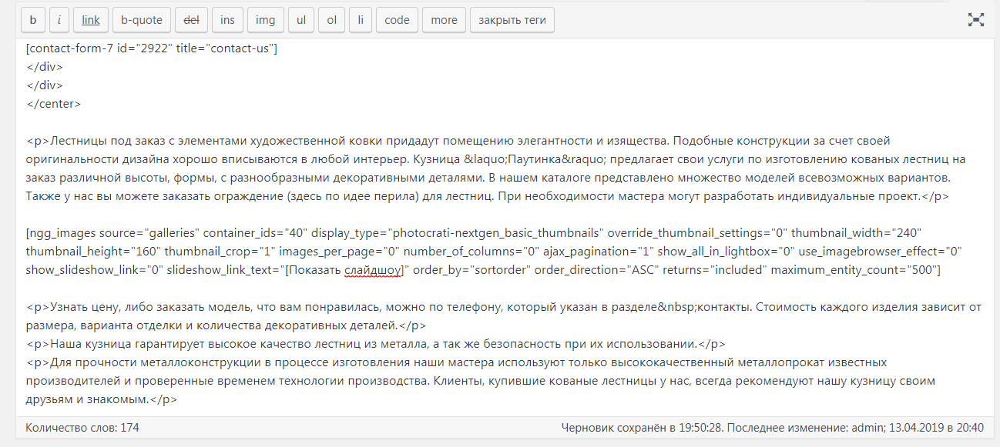 b i link b-quote del ins img ul ol li code more закрыть теги
[contact-form-7 id="2922" title="contact-us"]
</div>
</div>
</center>
<p>Лестницы под заказ с элементами художественной ковки придадут помещению элегантности и изящества. Подобные конструкции за счет своей
оригинальности дизайна хорошо вписываются в любой интерьер. Кузница &laquo;Паутинка&raquo; предлагает свои услуги по изготовлению кованых лестниц на
заказ различной высоты, формы, с разнообразными декоративными деталями. В нашем каталоге представлено множество моделей всевозможных вариантов.
Также у нас вы можете заказать ограждение (здесь по идее перила) для лестниц. При необходимости мастера могут разработать индивидуальные проект.</p>
[ngg_images source="galleries" container_ids="40" display_type="photocrati-nextgen_basic_thumbnails" override_thumbnail_settings="0" thumbnail_width="240"
thumbnail_height="160" thumbnail_crop="1" images_per_page="0" number_of_columns="0" ajax_pagination="1" show_all_in_lightbox="0" use_imagebrowser_effect="0"
show_slideshow_link="0" slideshow_link_text="[Показать слайдшоу]" order_by="sortorder" order_direction="ASC" returns="included" maximum_entity_count="500"]
<p>Узнать цену, либо заказать модель, что вам понравилась, можно по телефону, который указан в разделе&nbsp;контакты. Стоимость каждого изделия зависит от
размера, варианта отделки и количества декоративных деталей.</p>
<p>Наша кузница гарантирует высокое качество лестниц из металла, а так же безопасность при их использовании.</p>
<p>Для прочности металлоконструкции в процессе изготовления наши мастера используют только высококачественный металлопрокат известных
производителей и проверенные временем технологии производства. Клиенты, купившие кованые лестницы у нас, всегда рекомендуют нашу кузницу своим
друзьям и знакомым.</p>
Количество слов: 174 Черновик сохранён в 19:50:28. Последнее изменение: admin; 13.04.2019 в 20:40